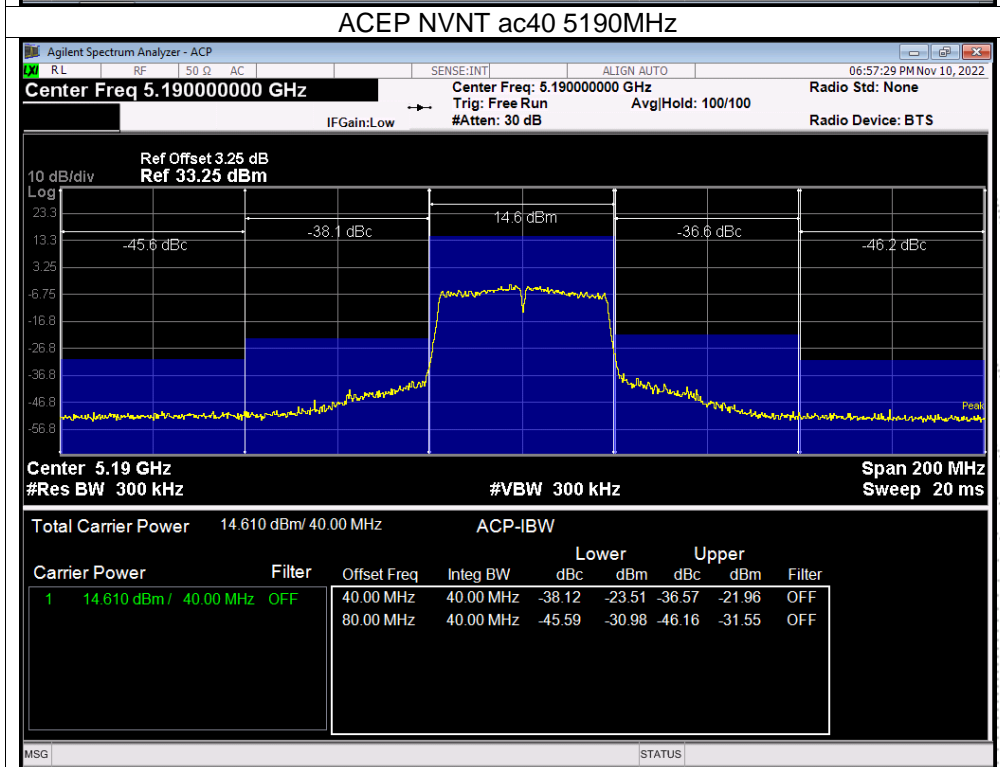 ACEP NVNT ac40 5190MHz
Agilent Spectrum Analyzer - ACP
LXI RL RF 50 Ω AC SENSE:INT ALIGN AUTO 06:57:29 PM Nov 10, 2022
Center Freq 5.190000000 GHz Center Freq: 5.190000000 GHz Radio Std: None
Trig: Free Run Avg|Hold: 100/100
IFGain:Low #Atten: 30 dB Radio Device: BTS
Ref Offset 3.25 dB
10 dB/div Ref 33.25 dBm
Log
23.3
14.6 dBm
-38.1 dBc -36.6 dBc
13.3
-45.6 dBc -46.2 dBc
3.25
-6.75
-16.8
-26.8
-36.8
-46.8
Peak
-56.8
Center 5.19 GHz Span 200 MHz
#Res BW 300 kHz #VBW 300 kHz Sweep 20 ms
Total Carrier Power 14.610 dBm/ 40.00 MHz ACP-IBW
Lower Upper
Carrier Power Filter Offset Freq Integ BW dBc dBm dBc dBm Filter
1 14.610 dBm / 40.00 MHz OFF 40.00 MHz 40.00 MHz -38.12 -23.51 -36.57 -21.96 OFF
80.00 MHz 40.00 MHz -45.59 -30.98 -46.16 -31.55 OFF
MSG STATUS